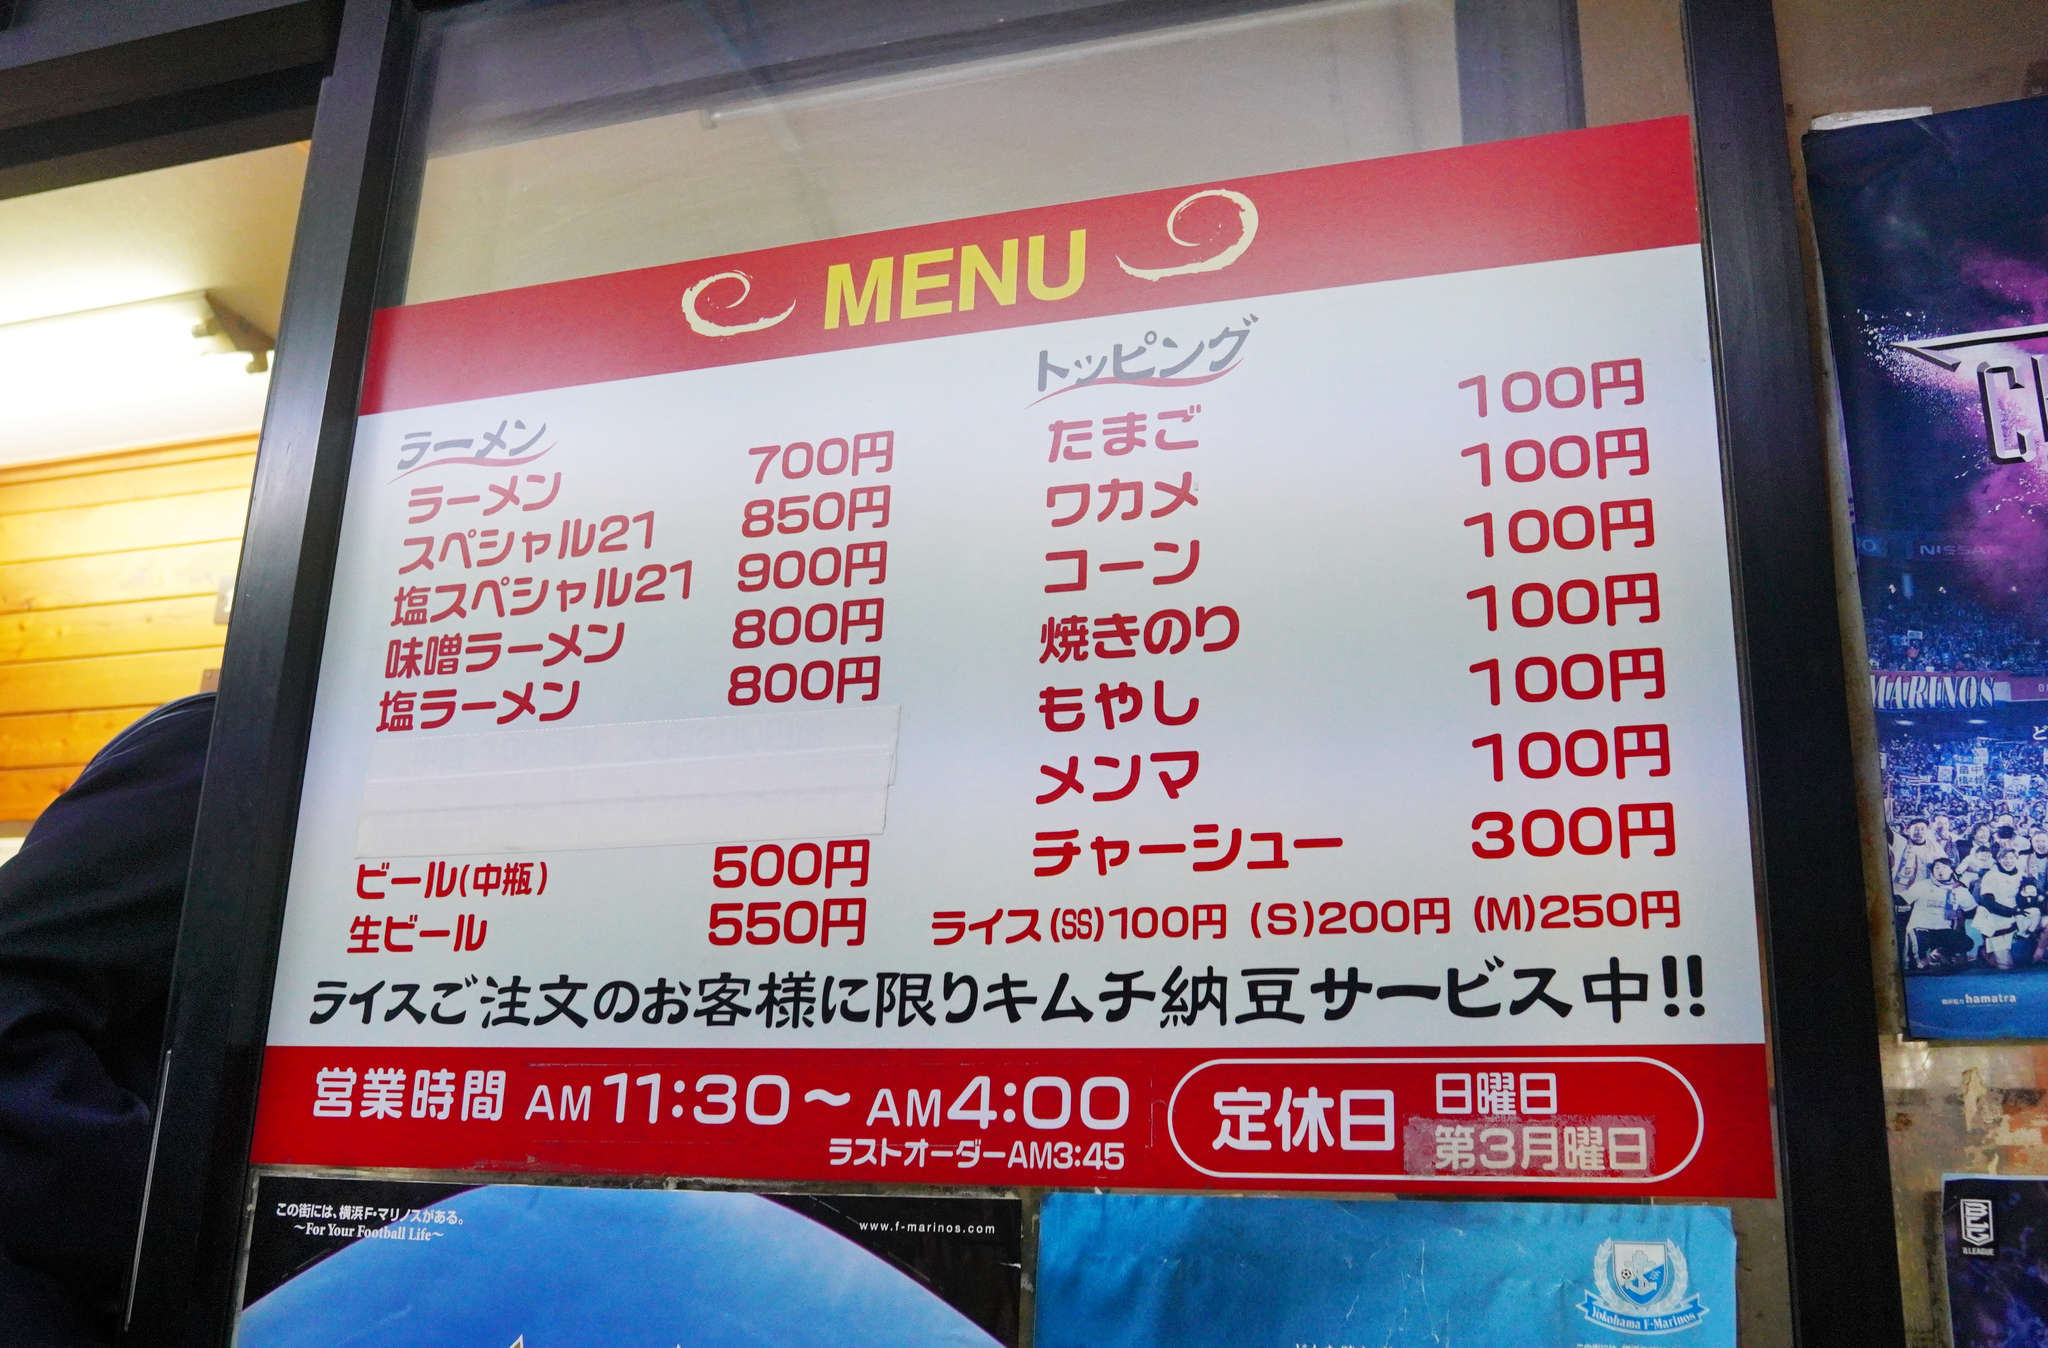 MENU
ラーメン
ラーメン 700円
スペシャル21 850円
塩スペシャル21 900円
味噌ラーメン 800円
塩ラーメン 800円
ビール(中瓶) 500円
生ビール 550円
トッピング
たまご 100円
ワカメ 100円
コーン 100円
焼きのり 100円
もやし 100円
メンマ 100円
チャーシュー 300円
ライス(SS)100円 (S)200円 (M)250円
ライスご注文のお客様に限りキムチ納豆サービス中!!
営業時間 AM11:30～AM4:00
ラストオーダーAM3:45
定休日 日曜日
第3月曜日
この街には、横浜F・マリノスがある。
～For Your Football Life～
www.f-marinos.com
Yokohama F·Marinos
NISSAN
MARINOS
hamatra
B.LEAGUE